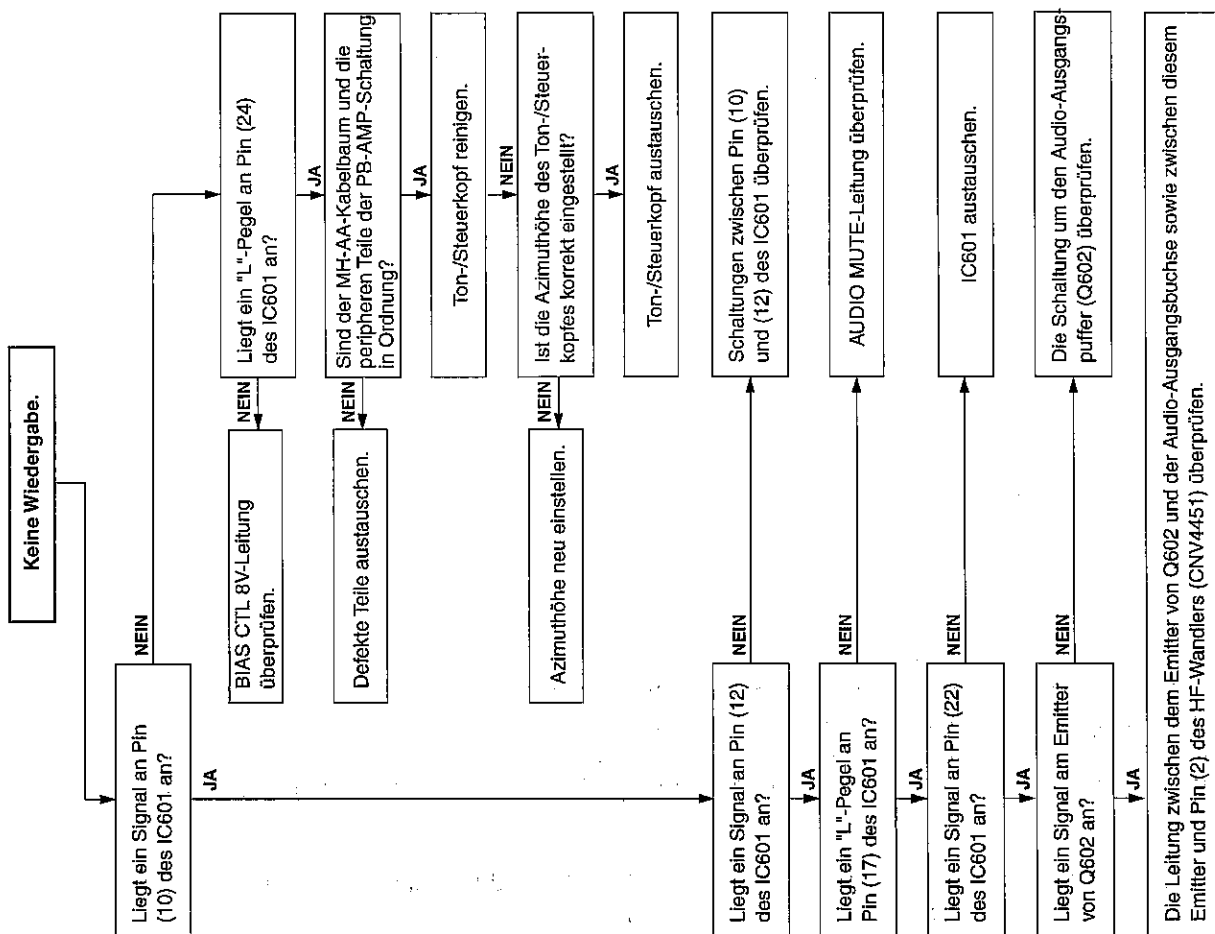 Keine Wiedergabe.
Liegt ein Signal an Pin
(10) des IC601 an?
NEIN
JA
Liegt ein "L"-Pegel an Pin (24)
des IC601 an?
NEIN
BIAS CTL 8V-Leitung
überprüfen.
JA
Sind der MH-AA-Kabelbaum und die
peripheren Teile der PB-AMP-Schaltung
in Ordnung?
NEIN
Defekte Teile austauschen.
JA
Ton-/Steuerkopf reinigen.
NEIN
Ist die Azimuthöhe des Ton-/Steuer-
kopfes korrekt eingestellt?
NEIN
Azimuthöhe neu einstellen.
JA
Ton-/Steuerkopf austauschen.
Liegt ein Signal an Pin (12)
des IC601 an?
NEIN
Schaltungen zwischen Pin (10)
und (12) des IC601 überprüfen.
JA
Liegt ein "L"-Pegel an
Pin (17) des IC601 an?
NEIN
AUDIO MUTE-Leitung überprüfen.
JA
Liegt ein Signal an Pin (22)
des IC601 an?
NEIN
IC601 austauschen.
JA
Liegt ein Signal am Emitter
von Q602 an?
NEIN
Die Schaltung um den Audio-Ausgangs-
puffer (Q602) überprüfen.
JA
Die Leitung zwischen dem Emitter von Q602 und der Audio-Ausgangsbuchse sowie zwischen diesem
Emitter und Pin (2) des HF-Wandlers (CNV4451) überprüfen.